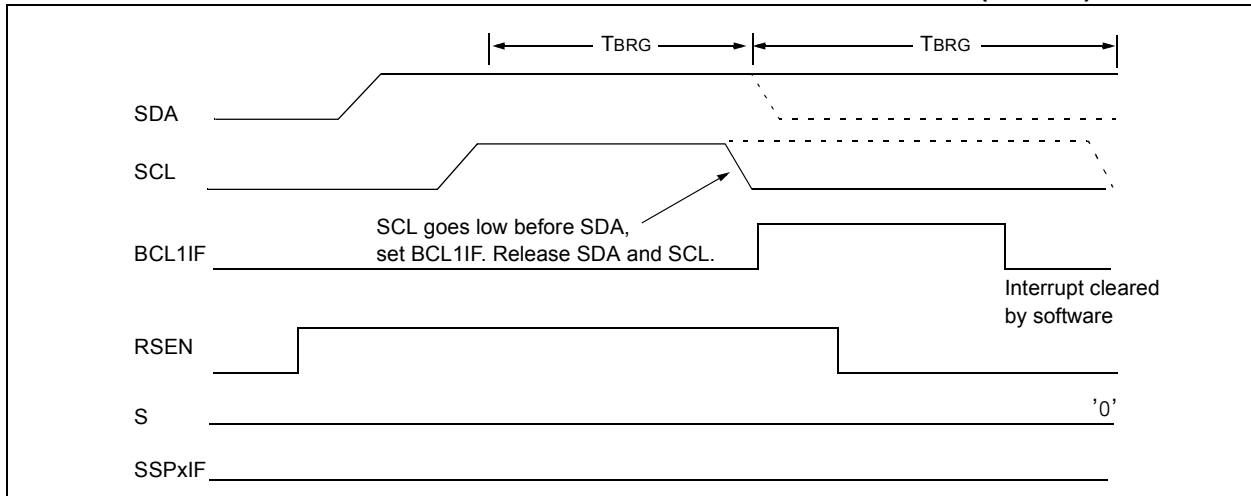 TBRG TBRG
SDA
SCL
SCL goes low before SDA,
set BCL1IF. Release SDA and SCL.
BCL1IF
Interrupt cleared
by software
RSEN
S '0'
SSPxIF